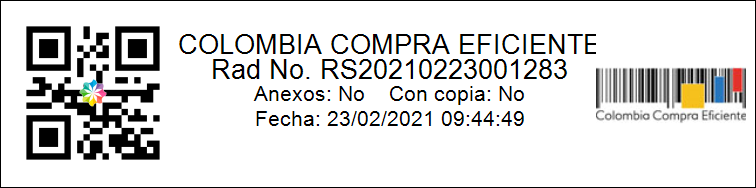 COLOMBIA COMPRA EFICIENTE
Rad No. RS20210223001283
Anexos: No Con copia: No
Fecha: 23/02/2021 09:44:49
Colombia Compra Eficiente